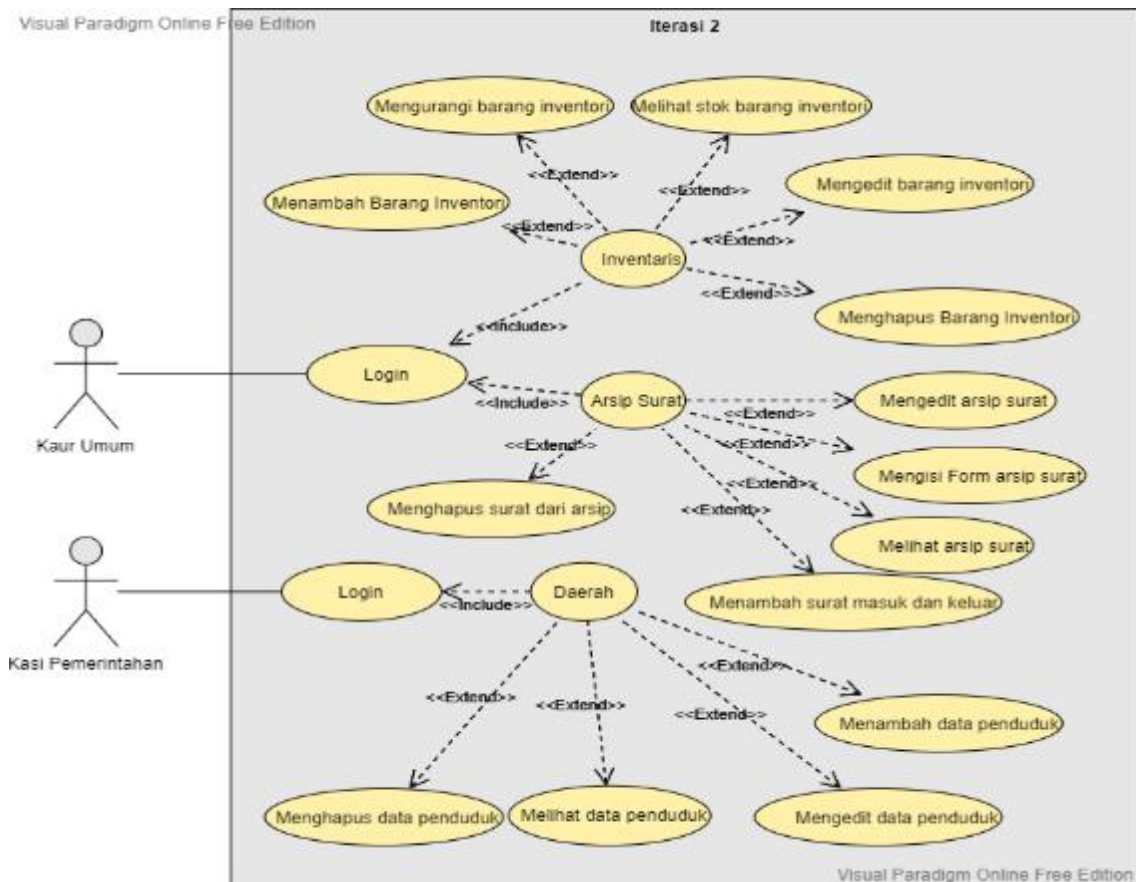 Visual Paradigm Online Free Edition
Iterasi 2
Mengurangi barang inventori
Melihat stok barang inventori
<<Extend>>
<<Extend>>
Mengedit barang inventori
Menambah Barang Inventori
<<Extend>>
<<Extend>>
Inventaris
<<Extend>>
Menghapus Barang Inventori
<<Include>>
Login
Kaur Umum
<<Include>>
Arsip Surat
Mengedit arsip surat
<<Extend>>
<<Extend>>
<<Extend>>
Mengisi Form arsip surat
<<Extend>>
Menghapus surat dari arsip
<<Extend>>
Melihat arsip surat
Login
<<Include>>
Daerah
Menambah surat masuk dan keluar
Kasi Pemerintahan
<<Extend>>
<<Extend>>
<<Extend>>
<<Extend>>
Menambah data penduduk
Menghapus data penduduk
Melihat data penduduk
Mengedit data penduduk
Visual Paradigm Online Free Edition